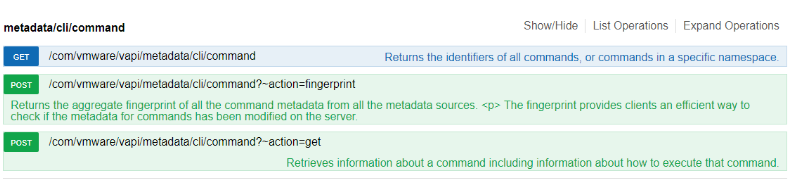 metadata/cli/command
Show/Hide List Operations Expand Operations
GET /com/vmware/vapi/metadata/cli/command Returns the identifiers of all commands, or commands in a specific namespace.
POST /com/vmware/vapi/metadata/cli/command?~action=fingerprint
Returns the aggregate fingerprint of all the command metadata from all the metadata sources. <p> The fingerprint provides clients an efficient way to
check if the metadata for commands has been modified on the server.
POST /com/vmware/vapi/metadata/cli/command?~action=get
Retrieves information about a command including information about how to execute that command.